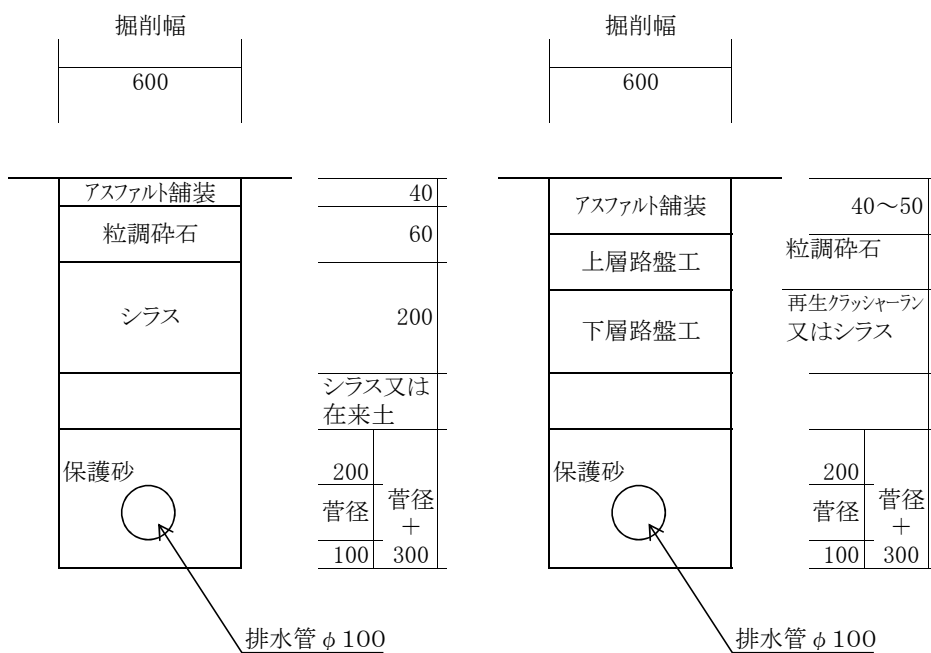 掘削幅
600
アスファルト舗装
40
粒調砕石
60
シラス
200
シラス又は
在来土
保護砂
200
菅径
菅径
＋
100
300
排水管φ100
掘削幅
600
アスファルト舗装
40～50
上層路盤工
粒調砕石
下層路盤工
再生クラッシャーラン
又はシラス
保護砂
200
菅径
菅径
＋
100
300
排水管φ100